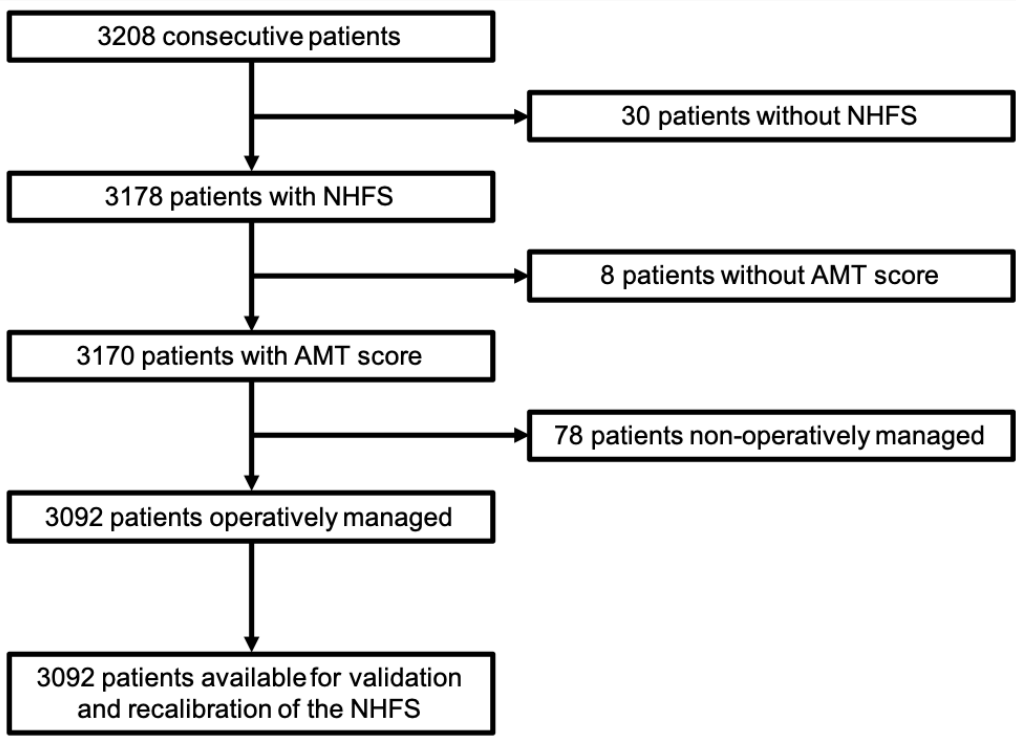 3208 consecutive patients
30 patients without NHFS
3178 patients with NHFS
8 patients without AMT score
3170 patients with AMT score
78 patients non-operatively managed
3092 patients operatively managed
3092 patients available for validation
and recalibration of the NHFS